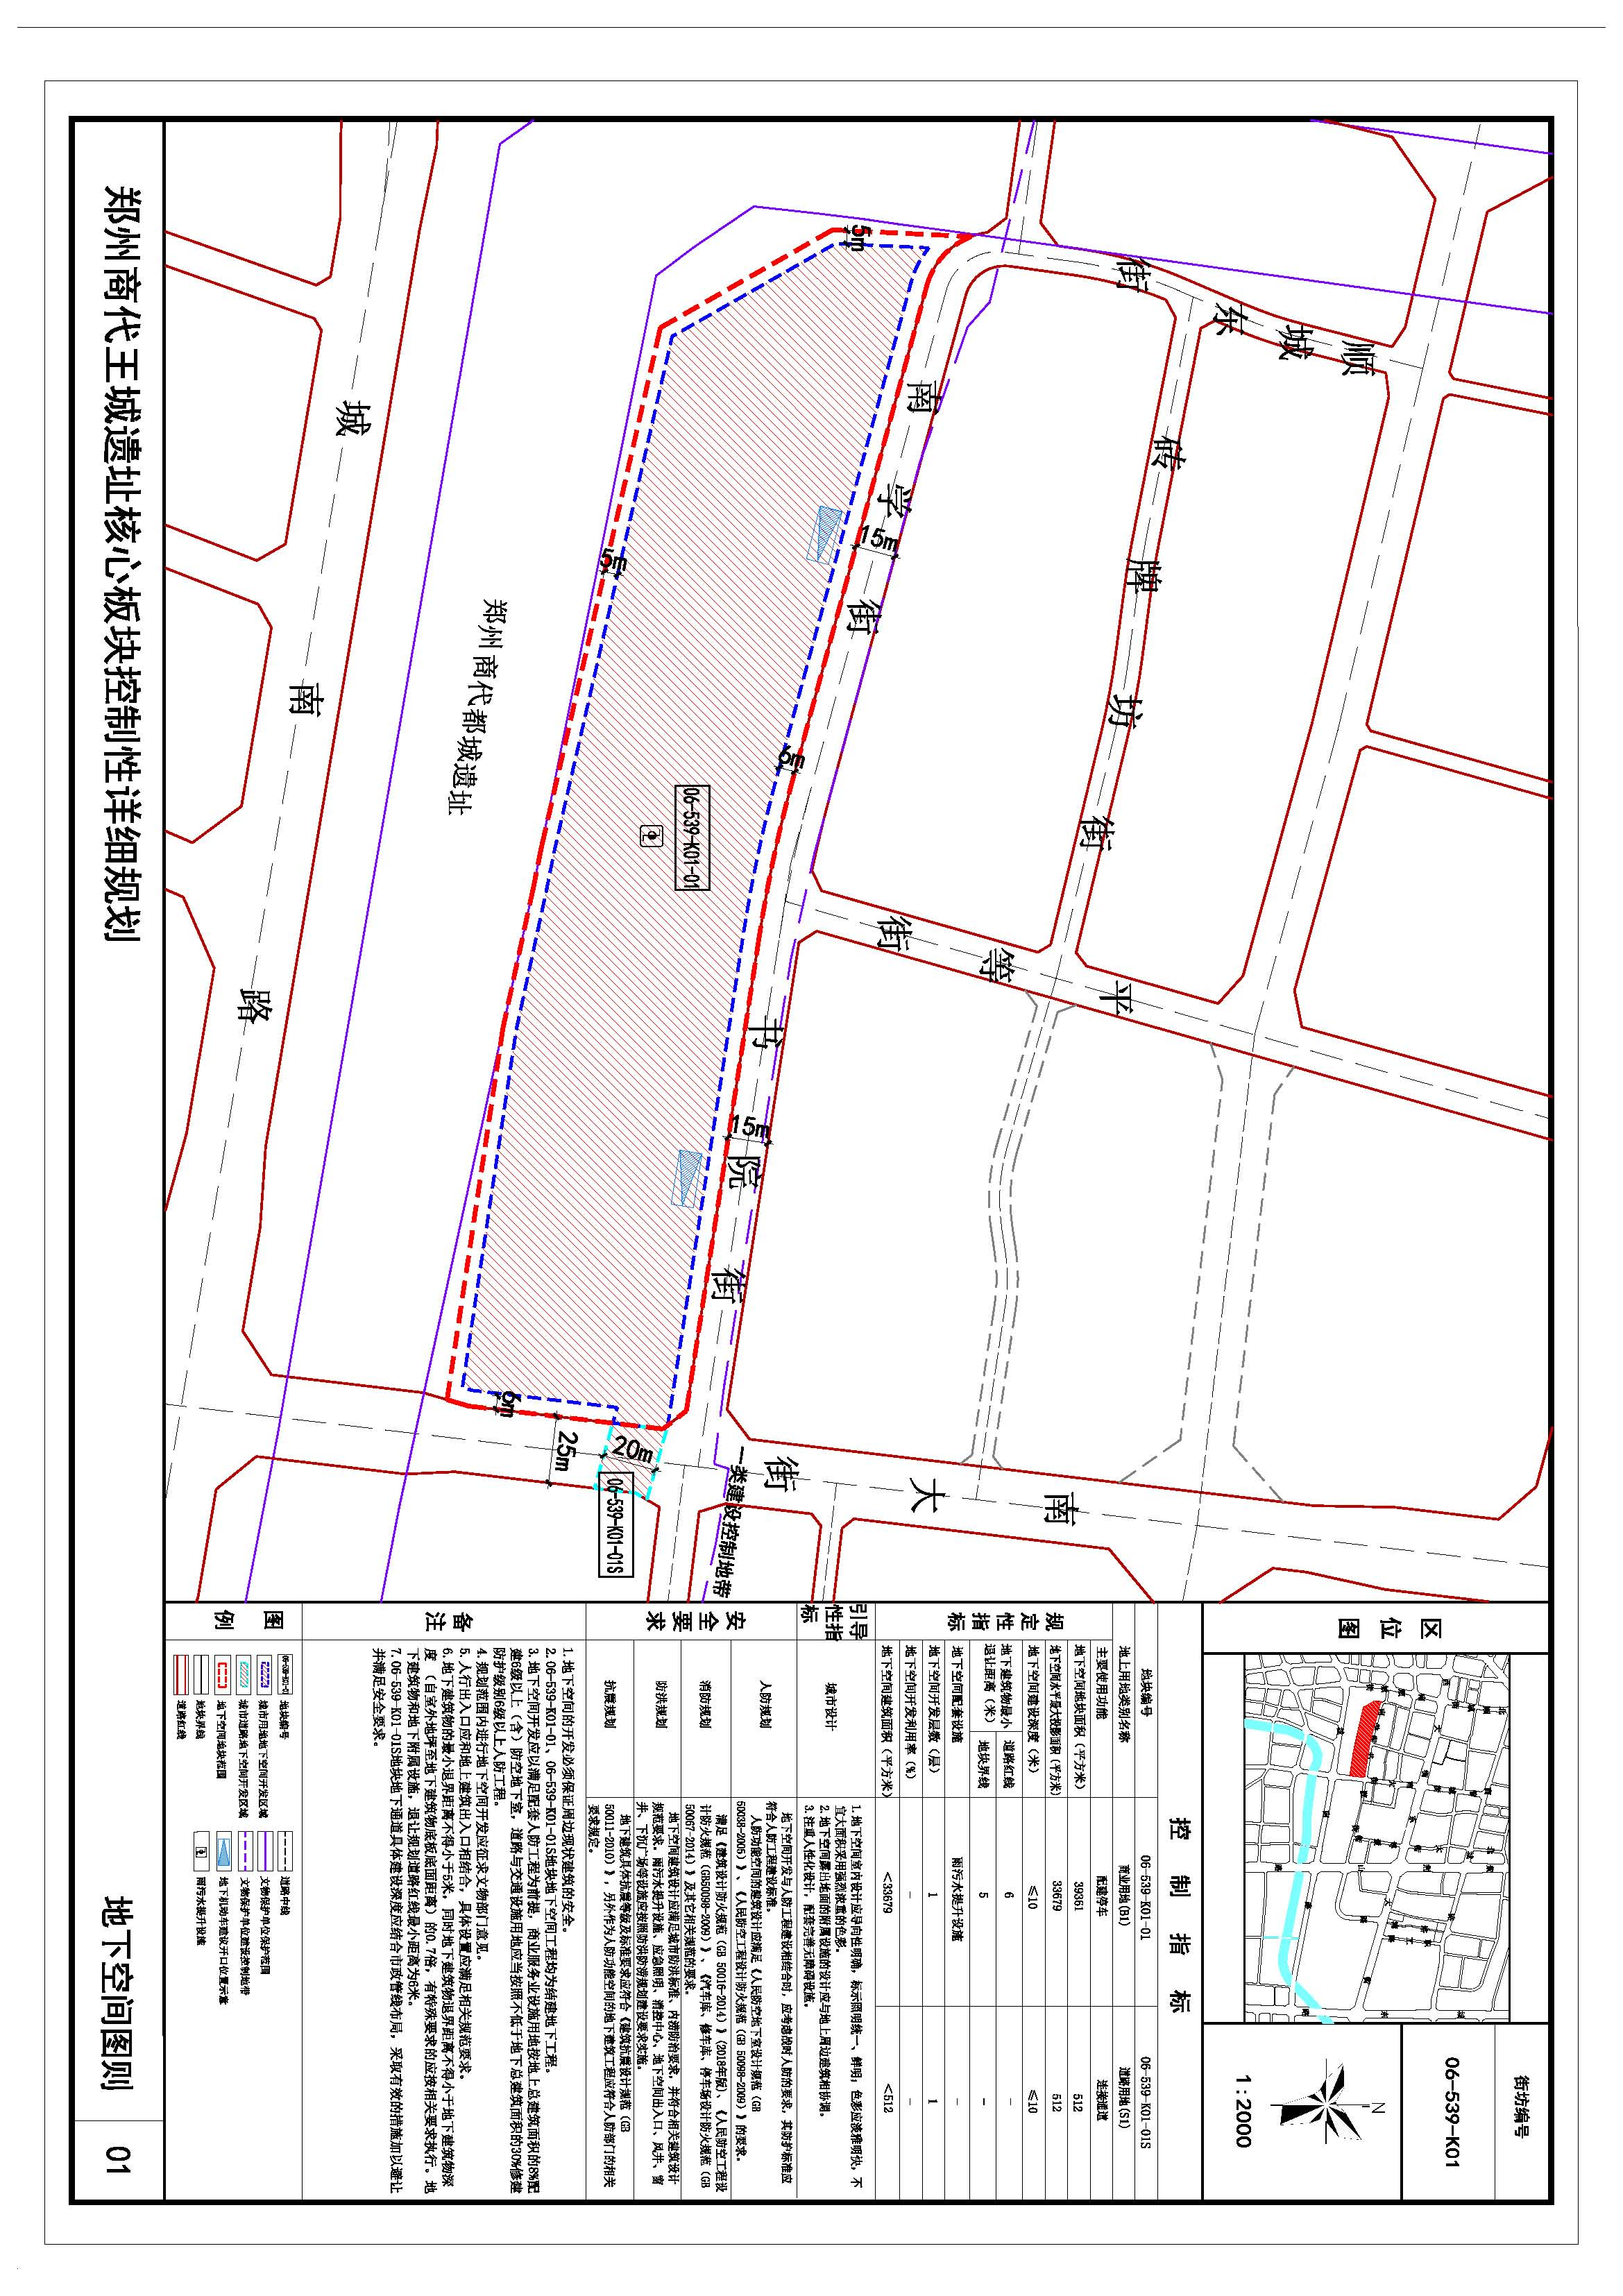 郑州商代王城遗址核心板块控制性详细规划
地下空间图则
01
顺城东街
砖牌坊街
南学街
平等街
书院街
南大街
城南路
郑州商代都城遗址
一类建设控制地带
06-539-K01-01
06-539-K01-01S
5m
5m
15m
6m
15m
6m
25m
20m
区位图
街坊编号
06-539-K01
N
1:2000
控制指标
地块编号
06-539-K01-01
06-539-K01-01S
规定性指标
地上用地类别名称
商业用地(B1)
道路用地(S1)
主要使用功能
配建停车
连接通道
地下空间地块面积(平方米)
39361
512
地下空间水平最大投影面积(平方米)
33679
512
地下空间建设深度(米)
≤10
≤10
地下建筑物最小退让距离(米)
道路红线
6
–
地块界线
5
–
地下空间配套设施
雨污水提升设施
–
地下空间开发层数(层)
1
1
地下空间开发利用率(%)
–
–
地下空间建筑面积(平方米)
<33679
<512
引导性指标
城市设计
1.地下空间室内设计应导向性明确,标示照明统一、鲜明;色彩应淡雅明快,不
宜大面积采用强烈浓重的色彩。
2.地下空间露出地面的附属设施的设计应与地上周边建筑相协调。
3.注重人性化设计,配套完善无障碍设施。
安全要求
人防规划
地下空间开发与人防工程建设相结合时,应考虑战时人防的要求,其防护标准应
符合人防工程建设标准。
人防功能空间的建筑设计应满足《人民防空地下室设计规范(GB
50038-2005)》、《人民防空工程设计防火规范(GB 50098-2009)》的要求。
消防规划
满足《建筑设计防火规范(GB 50016-2014)》(2018年版)、《人民防空工程设
计防火规范(GB50098-2009)》、《汽车库、修车库、停车场设计防火规范(GB
50067-2014)》及其它相关规范的要求。
防洪规划
地下空间建筑设计应满足城市防洪标准、内涝防治要求,并符合相关建筑设计
规范要求。雨污水提升设施、应急照明、消控中心、地下空间出入口、风井、窗
井、下沉广场等设施应按照防洪防涝规划建设要求实施。
抗震规划
地下建筑具体抗震等级及标准要求应符合《建筑抗震设计规范(GB
50011-2010)》,另外作为人防功能空间的地下建筑工程应符合人防部门的相关
要求规定。
备注
1.地下空间的开发必须保证周边现状建筑的安全。
2.06-539-K01-01、06-539-K01-01S地块地下空间工程均为结建地下工程。
3.地下空间开发应以满足配套人防工程为前提,商业服务业设施用地按地上总建筑面积的8%配
建6级以上(含)防空地下室,道路与交通设施用地应当按照不低于地下总建筑面积的30%修建
防护级别6级以上人防工程。
4.规划范围内进行地下空间开发应征求文物部门意见。
5.人行出入口应和地上建筑出入口相结合,具体设置应满足相关规范要求。
6.地下建筑物的最小退界距离不得小于5米,同时地下建筑物退界距离不得小于地下建筑物深
度(自室外地坪至地下建筑物底板底面距离)的0.7倍,有特殊要求的应按相关要求执行。地
下建筑物和地下附属设施,退让规划道路红线最小距离为6米。
7.06-539-K01-01S地块地下通道具体建设深度应结合市政管线布局,采取有效的措施加以避让
并满足安全要求。
图例
地块编号
城市用地地下空间开发区域
城市道路地下空间开发区域
地下空间地块范围
地块界线
道路红线
道路中线
文物保护单位保护范围
文物保护单位建设控制地带
地下机动车建议开口位置示意
雨污水提升设施